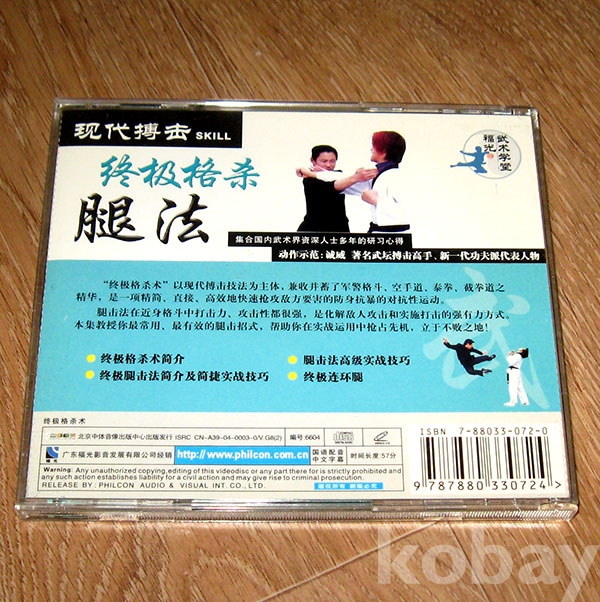 现代搏击 SKILL
终极格杀
腿法
福光
武术学堂
集合国内武术界资深人士多年的研习心得
动作示范：诚威 著名武坛搏击高手、新一代功夫派代表人物
“终极格杀术”以现代搏击技法为主体，兼收并蓄了军警格斗、空手道、泰拳、截拳道之
精华，是一项精简、直接、高效地快速抢攻敌方要害的防身抗暴的对抗性运动。
腿击法在近身格斗中打击力、攻击性都很强，是化解敌人攻击和实施打击的强有力方式。
本集教授你最常用、最有效的腿击招式，帮助你在实战运用中抢占先机，立于不败之地！
终极格杀术简介
腿击法高级实战技巧
终极腿击法简介及简捷实战技巧
终极连环腿
武
终极格杀术
北京中体音像出版中心出版发行 ISRC CN-A39-04-0003-0/V.G8(2)
编号:6604
广东福光影音发展有限公司经销
http://www.philcon.com.cn
国语配音
中文字幕
时间长度:57分
Warning: Any unauthorized copying, editing of this videodisc or any part there for is strictly prohibited and
any such action establishes liability for a civil action and may give rise to criminal prosecution.
RELEASE BY: PHILCON AUDIO & VISUAL INT. CO., LTD.
版权所有 翻版必究
ISBN 7-88033-072-0
9 787880 330724 >
kobay